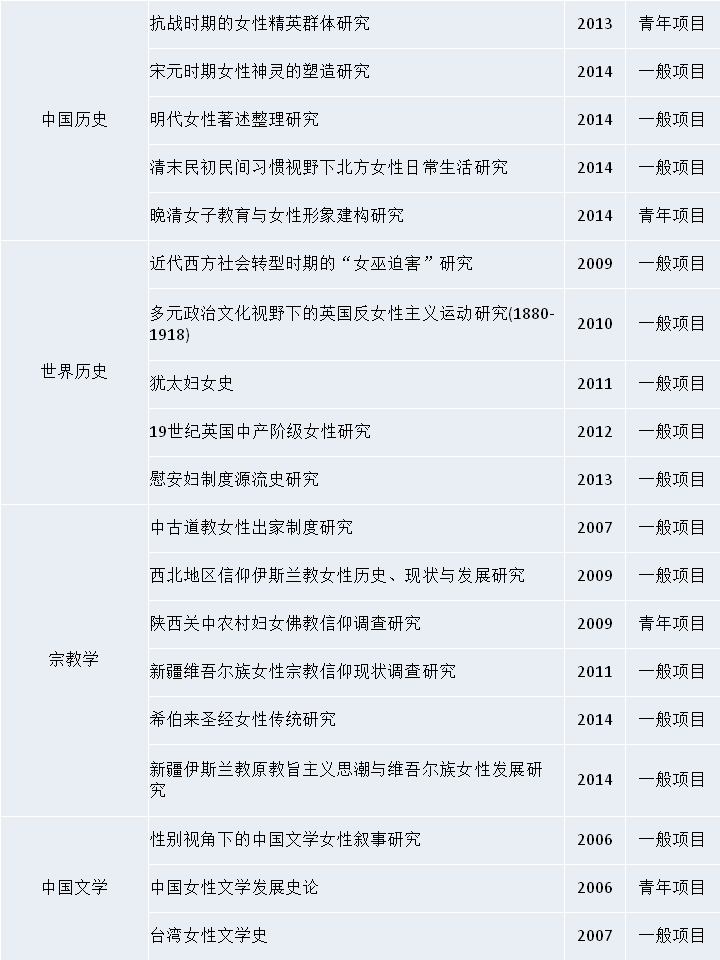 中国历史
抗战时期的女性精英群体研究 2013 青年项目
宋元时期女性神灵的塑造研究 2014 一般项目
明代女性著述整理研究 2014 一般项目
清末民初民间习惯视野下北方女性日常生活研究 2014 一般项目
晚清女子教育与女性形象建构研究 2014 青年项目
世界历史
近代西方社会转型时期的“女巫迫害”研究 2009 一般项目
多元政治文化视野下的英国反女性主义运动研究(1880-
1918) 2010 一般项目
犹太妇女史 2011 一般项目
19世纪英国中产阶级女性研究 2012 一般项目
慰安妇制度源流史研究 2013 一般项目
宗教学
中古道教女性出家制度研究 2007 一般项目
西北地区信仰伊斯兰教女性历史、现状与发展研究 2009 一般项目
陕西关中农村妇女佛教信仰调查研究 2009 青年项目
新疆维吾尔族女性宗教信仰现状调查研究 2011 一般项目
希伯来圣经女性传统研究 2014 一般项目
新疆伊斯兰教原教旨主义思潮与维吾尔族女性发展研
究 2014 一般项目
中国文学
性别视角下的中国文学女性叙事研究 2006 一般项目
中国女性文学发展史论 2006 青年项目
台湾女性文学史 2007 一般项目